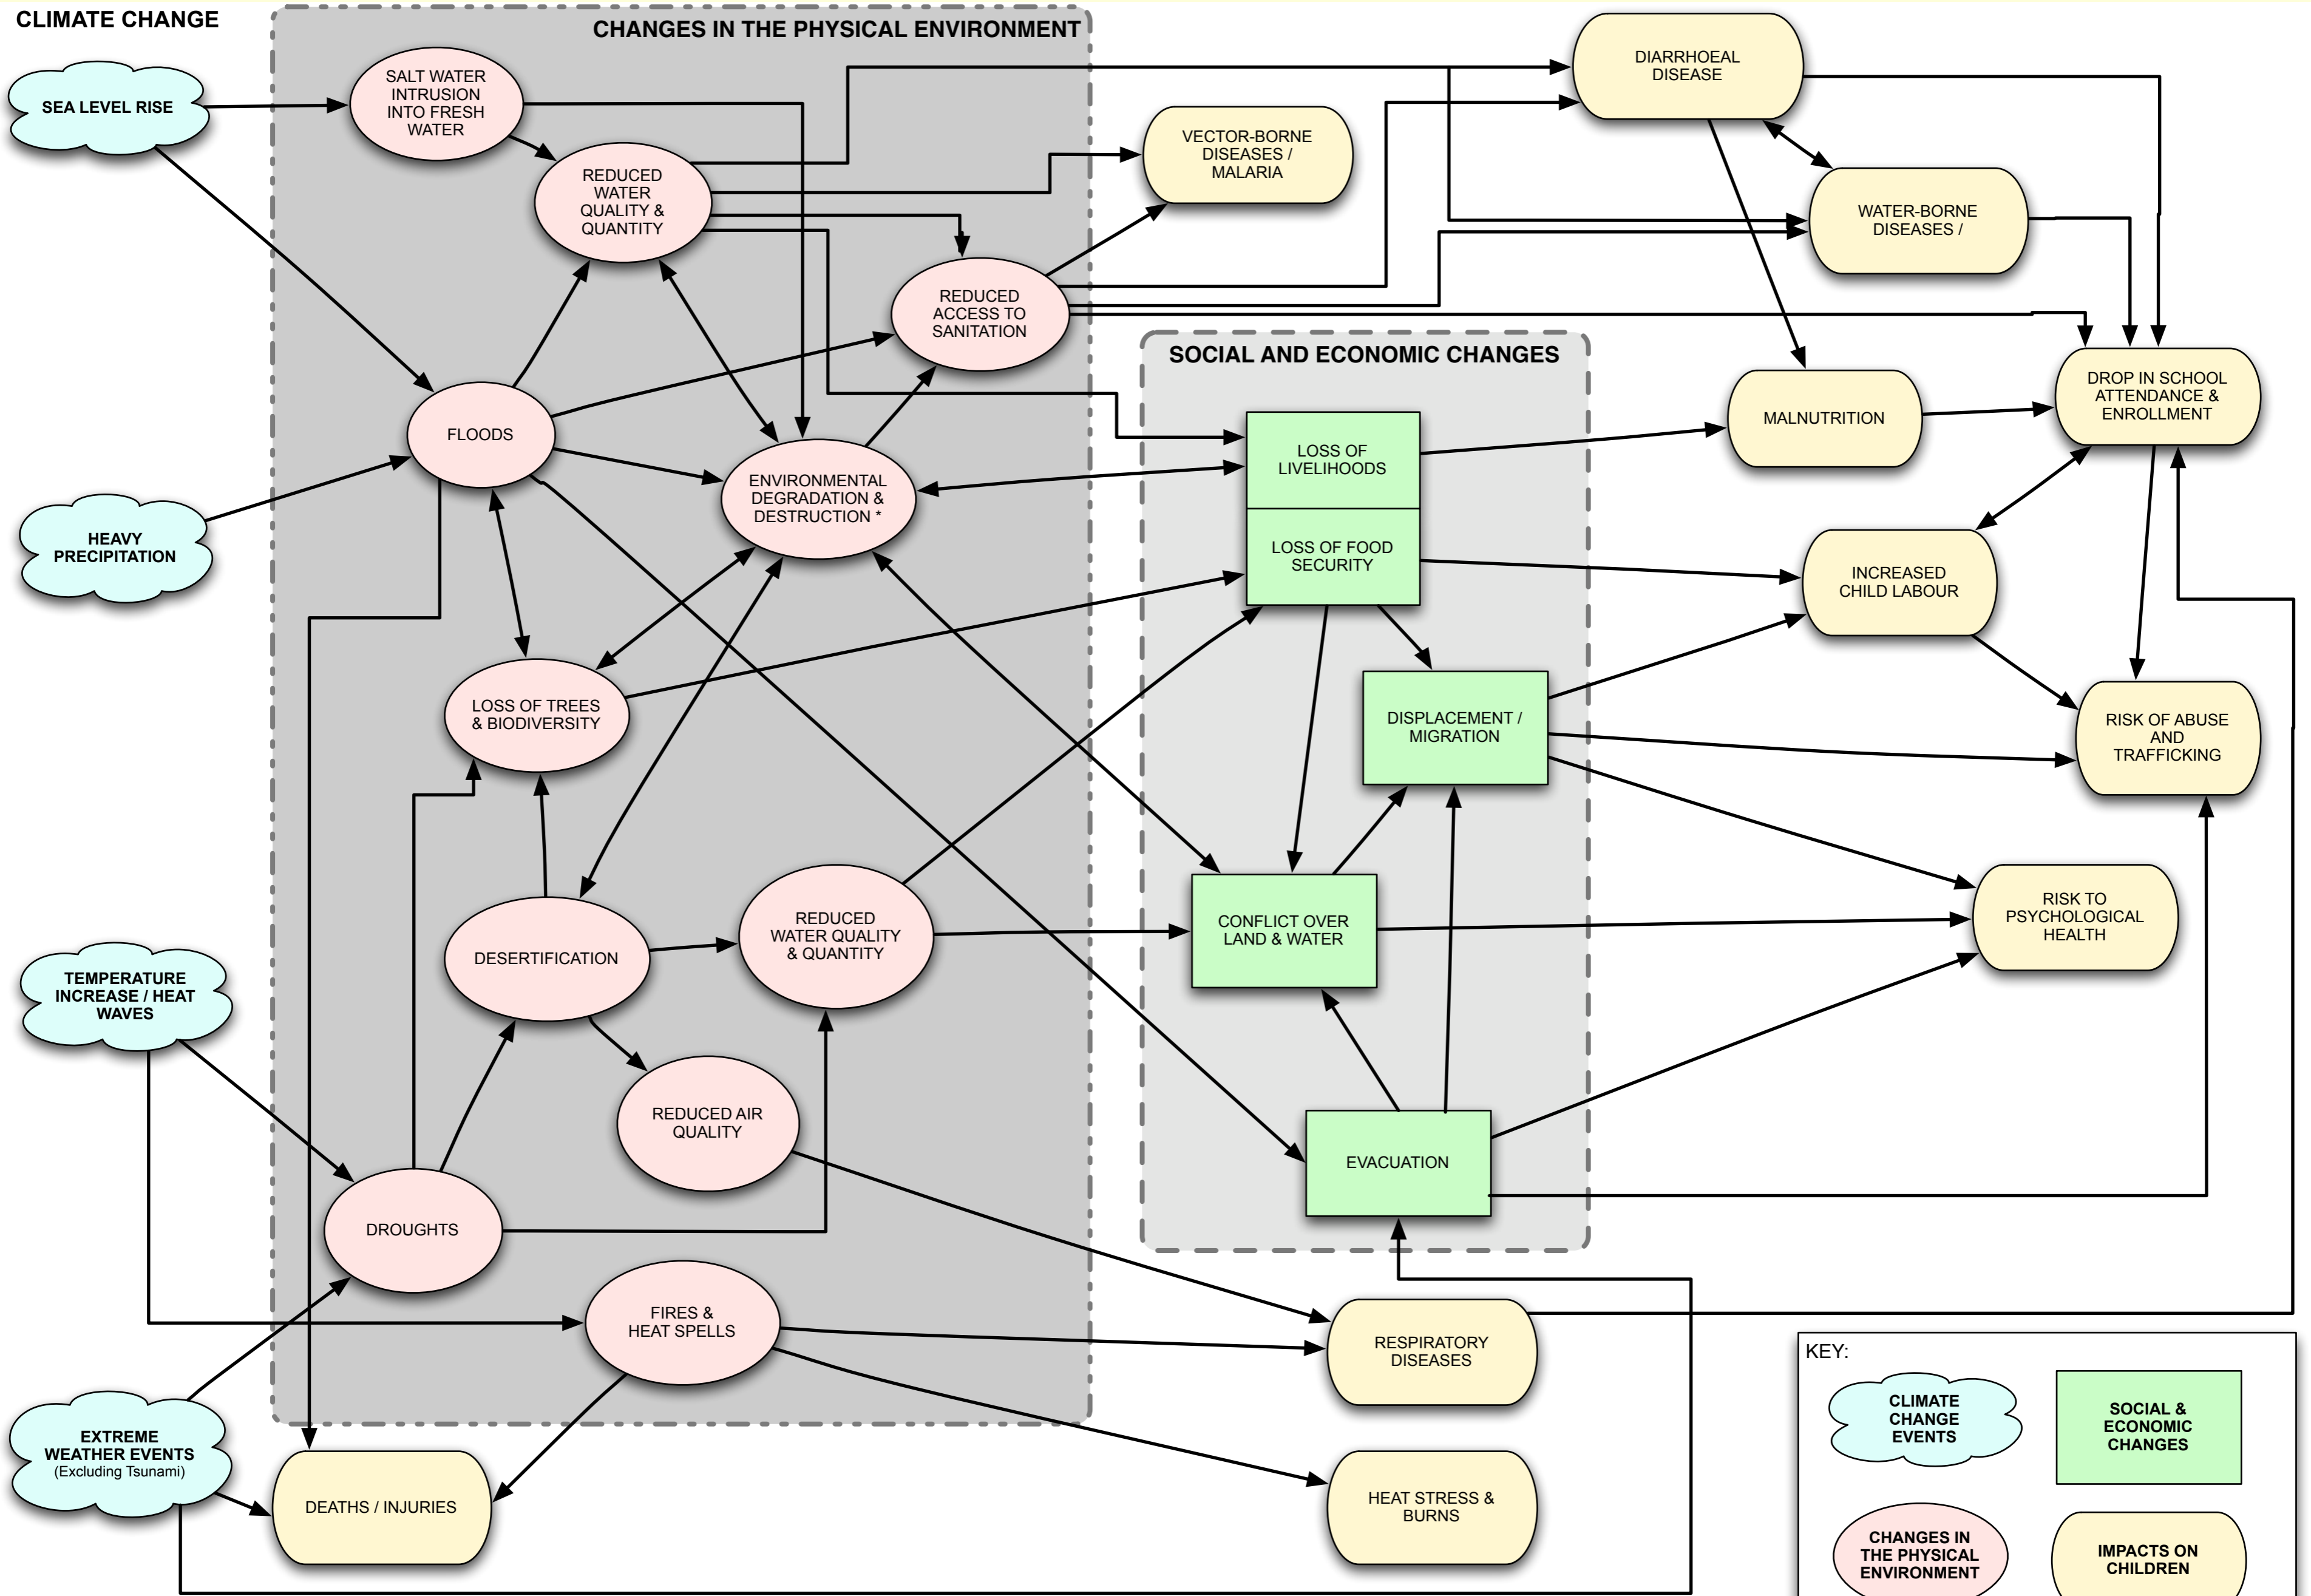 CLIMATE CHANGE
CHANGES IN THE PHYSICAL ENVIRONMENT
SEA LEVEL RISE
SALT WATER
INTRUSION
INTO FRESH
WATER
REDUCED
WATER
QUALITY &
QUANTITY
VECTOR-BORNE
DISEASES /
MALARIA
DIARRHOEAL
DISEASE
WATER-BORNE
DISEASES /
REDUCED
ACCESS TO
SANITATION
SOCIAL AND ECONOMIC CHANGES
FLOODS
ENVIRONMENTAL
DEGRADATION &
DESTRUCTION *
LOSS OF
LIVELIHOODS
LOSS OF FOOD
SECURITY
MALNUTRITION
DROP IN SCHOOL
ATTENDANCE &
ENROLLMENT
HEAVY
PRECIPITATION
INCREASED
CHILD LABOUR
LOSS OF TREES
& BIODIVERSITY
DISPLACEMENT /
MIGRATION
RISK OF ABUSE
AND
TRAFFICKING
DESERTIFICATION
REDUCED
WATER QUALITY
& QUANTITY
CONFLICT OVER
LAND & WATER
RISK TO
PSYCHOLOGICAL
HEALTH
TEMPERATURE
INCREASE / HEAT
WAVES
REDUCED AIR
QUALITY
EVACUATION
DROUGHTS
FIRES &
HEAT SPELLS
RESPIRATORY
DISEASES
EXTREME
WEATHER EVENTS
(Excluding Tsunami)
DEATHS / INJURIES
HEAT STRESS &
BURNS
KEY:
CLIMATE
CHANGE
EVENTS
SOCIAL &
ECONOMIC
CHANGES
CHANGES IN
THE PHYSICAL
ENVIRONMENT
IMPACTS ON
CHILDREN